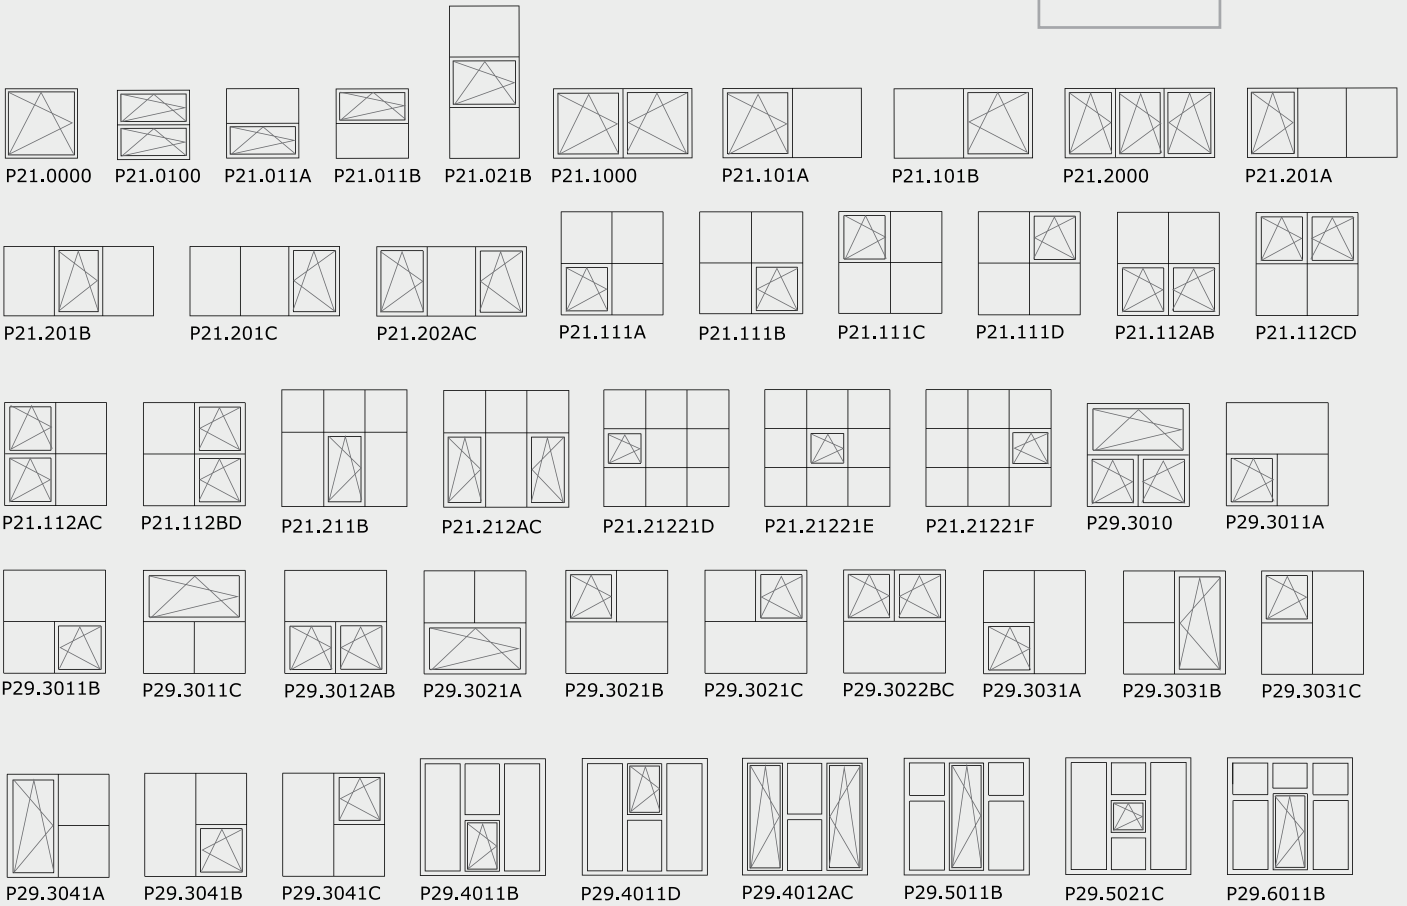 P21.0000 P21.0100 P21.011A P21.011B P21.021B P21.1000 P21.101A P21.101B P21.2000 P21.201A
P21.201B P21.201C P21.202AC P21.111A P21.111B P21.111C P21.111D P21.112AB P21.112CD
P21.112AC P21.112BD P21.211B P21.212AC P21.21221D P21.21221E P21.21221F P29.3010 P29.3011A
P29.3011B P29.3011C P29.3012AB P29.3021A P29.3021B P29.3021C P29.3022BC P29.3031A P29.3031B P29.3031C
P29.3041A P29.3041B P29.3041C P29.4011B P29.4011D P29.4012AC P29.5011B P29.5021C P29.6011B